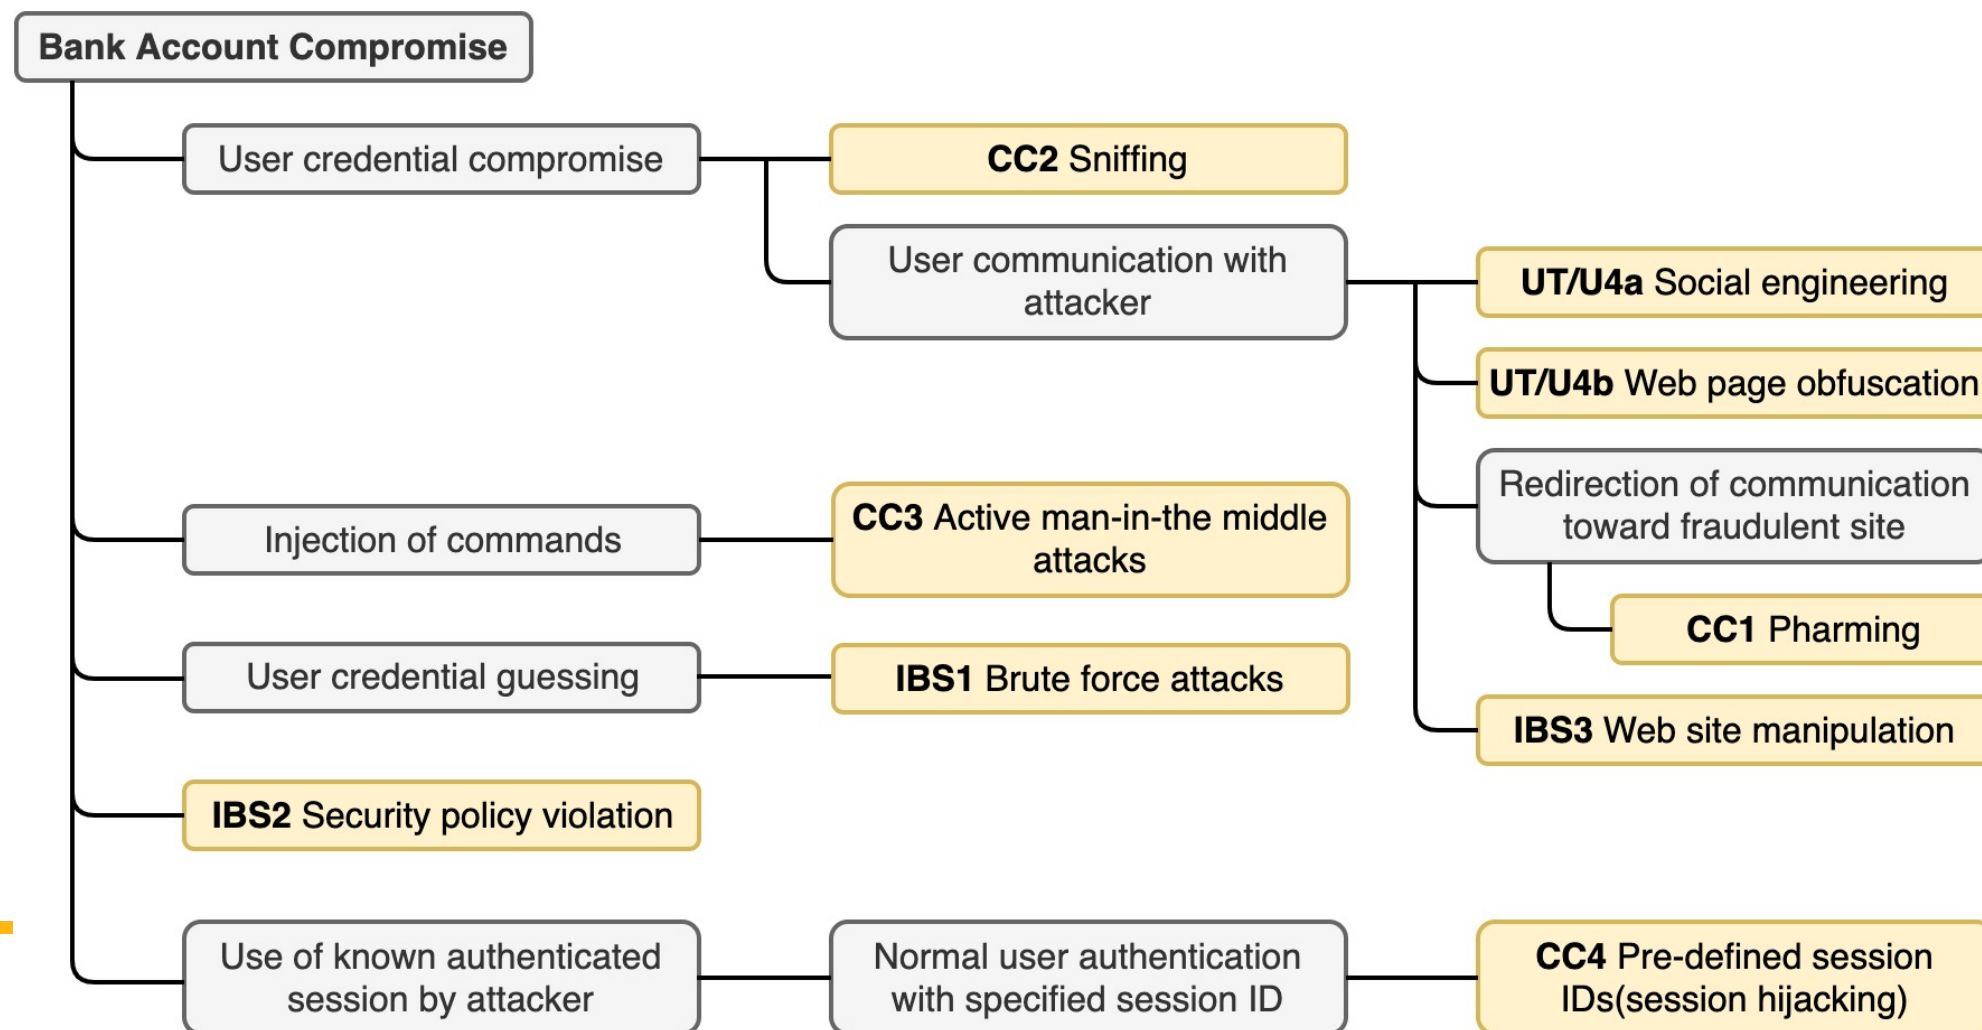 Bank Account Compromise
User credential compromise
CC2 Sniffing
User communication with
attacker
UT/U4a Social engineering
UT/U4b Web page obfuscation
Redirection of communication
toward fraudulent site
CC1 Pharming
IBS3 Web site manipulation
Injection of commands
CC3 Active man-in-the middle
attacks
User credential guessing
IBS1 Brute force attacks
IBS2 Security policy violation
Use of known authenticated
session by attacker
Normal user authentication
with specified session ID
CC4 Pre-defined session
IDs(session hijacking)